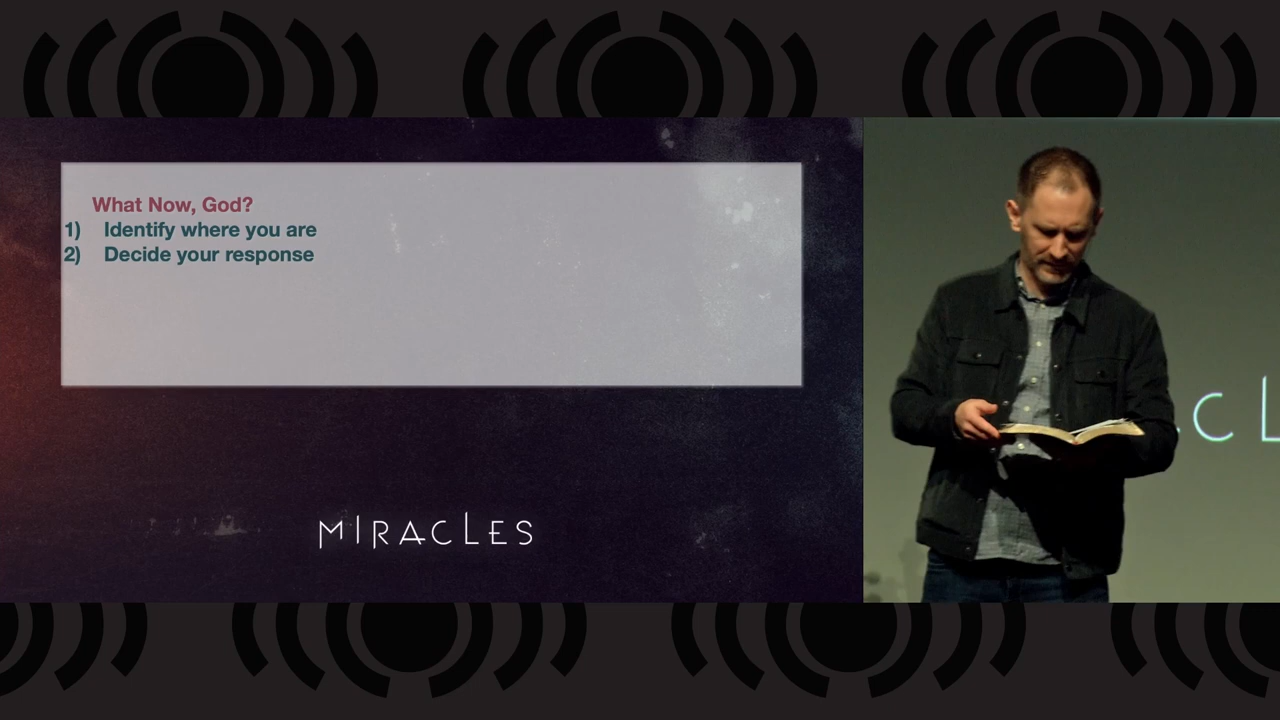 What Now, God?
1) Identify where you are
2) Decide your response
MIRACLES
C L